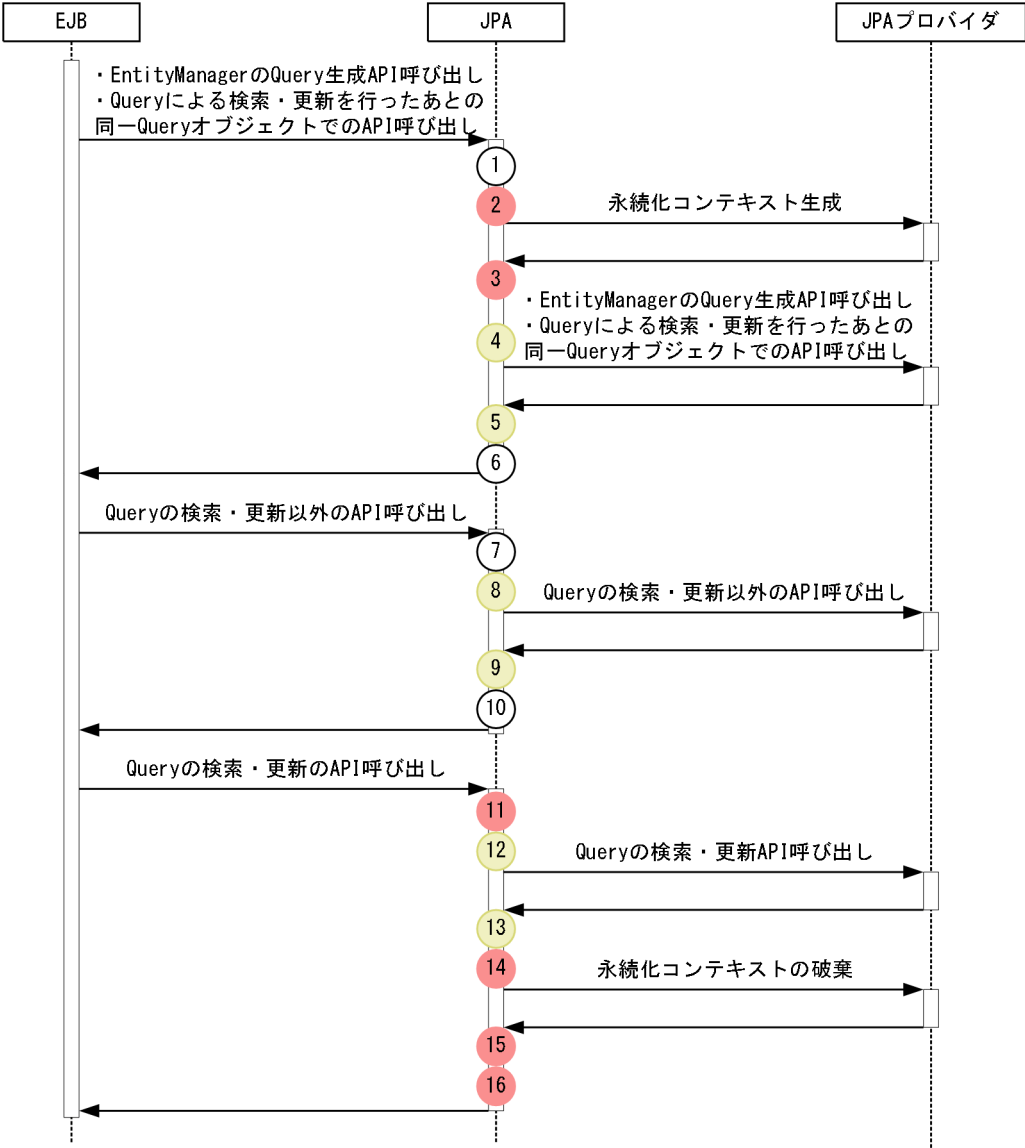 EJB
JPA
JPAプロバイダ
・EntityManagerのQuery生成API呼び出し
・Queryによる検索・更新を行ったあとの
同一QueryオブジェクトでのAPI呼び出し
1
2
永続化コンテキスト生成
3
・EntityManagerのQuery生成API呼び出し
・Queryによる検索・更新を行ったあとの
同一QueryオブジェクトでのAPI呼び出し
4
5
6
Queryの検索・更新以外のAPI呼び出し
7
8
Queryの検索・更新以外のAPI呼び出し
9
10
Queryの検索・更新のAPI呼び出し
11
12
Queryの検索・更新API呼び出し
13
14
永続化コンテキストの破棄
15
16